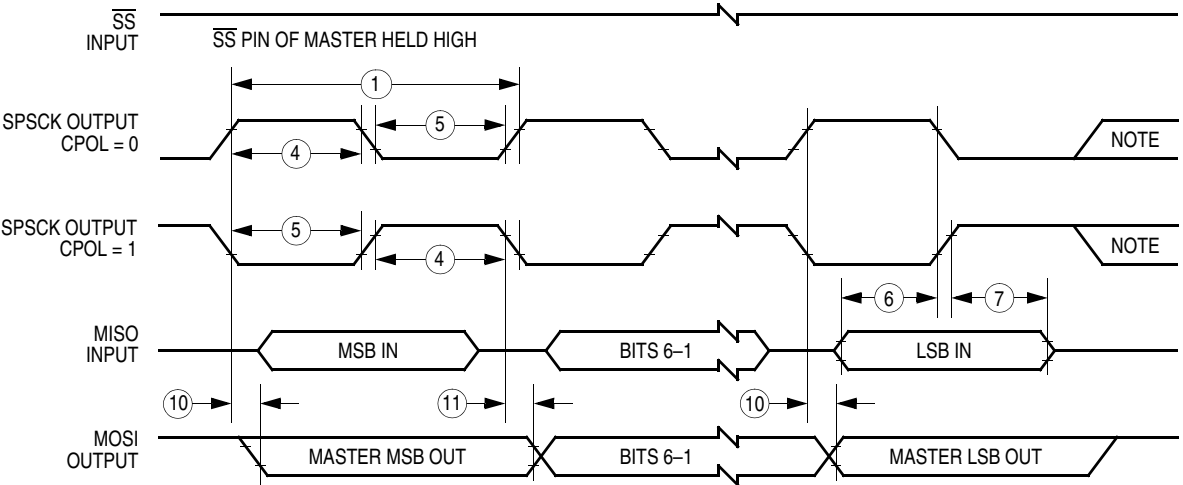 SS
INPUT
SS PIN OF MASTER HELD HIGH
1
SPSCK OUTPUT
CPOL = 0
5
4
NOTE
SPSCK OUTPUT
CPOL = 1
5
4
NOTE
6
7
MISO
INPUT
MSB IN
BITS 6–1
LSB IN
10
11
10
MOSI
OUTPUT
MASTER MSB OUT
BITS 6–1
MASTER LSB OUT